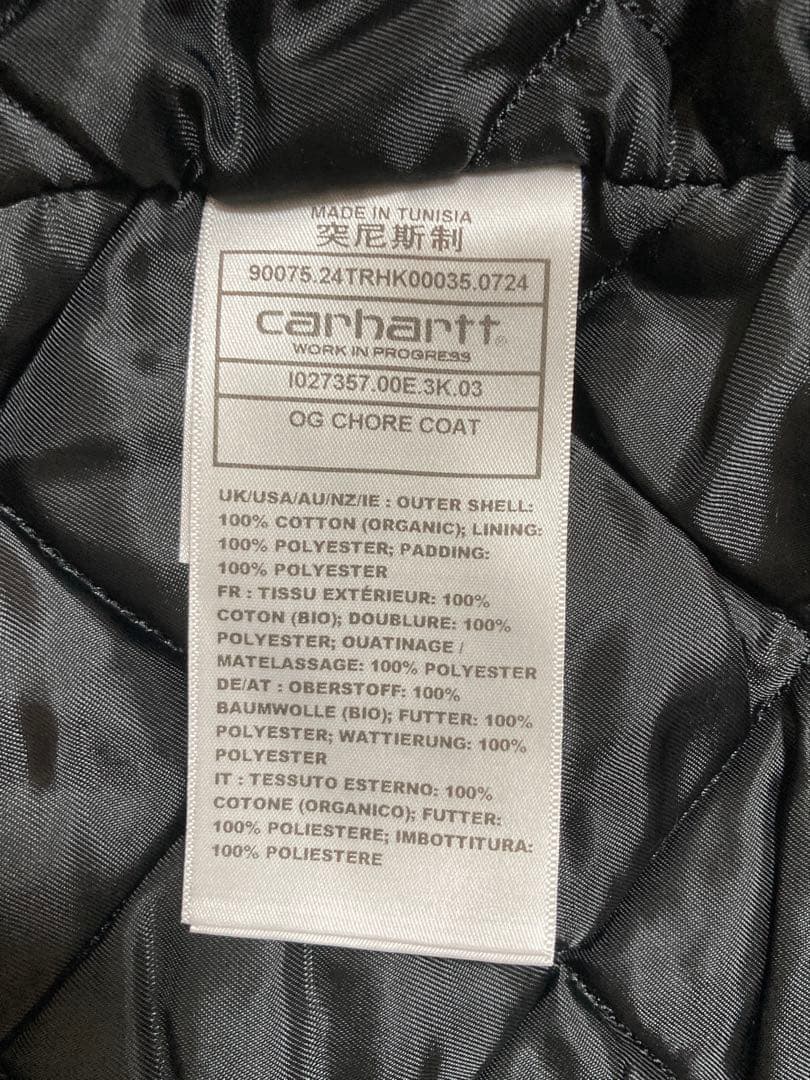 MADE IN TUNISIA
突尼斯制
90075.24TRHK00035.0724
carhartt®
WORK IN PROGRESS
I027357.00E.3K.03
OG CHORE COAT
UK/USA/AU/NZ/IE : OUTER SHELL:
100% COTTON (ORGANIC); LINING:
100% POLYESTER; PADDING:
100% POLYESTER
FR : TISSU EXTÉRIEUR: 100%
COTON (BIO); DOUBLURE: 100%
POLYESTER; OUATINAGE /
MATELASSAGE: 100% POLYESTER
DE/AT : OBERSTOFF: 100%
BAUMWOLLE (BIO); FUTTER: 100%
POLYESTER; WATTIERUNG: 100%
POLYESTER
IT : TESSUTO ESTERNO: 100%
COTONE (ORGANICO); FUTTER:
100% POLIESTERE; IMBOTTITURA:
100% POLIESTERE